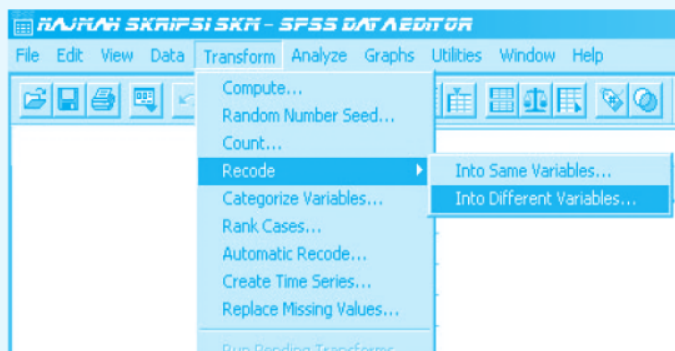 NAJMAH SKRIPSI SKM - SPSS DATA EDITOR
File Edit View Data Transform Analyze Graphs Utilities Window Help
Compute...
Random Number Seed...
Count...
Recode
Into Same Variables...
Categorize Variables...
Into Different Variables...
Rank Cases...
Automatic Recode...
Create Time Series...
Replace Missing Values...
Run Pending Transforms